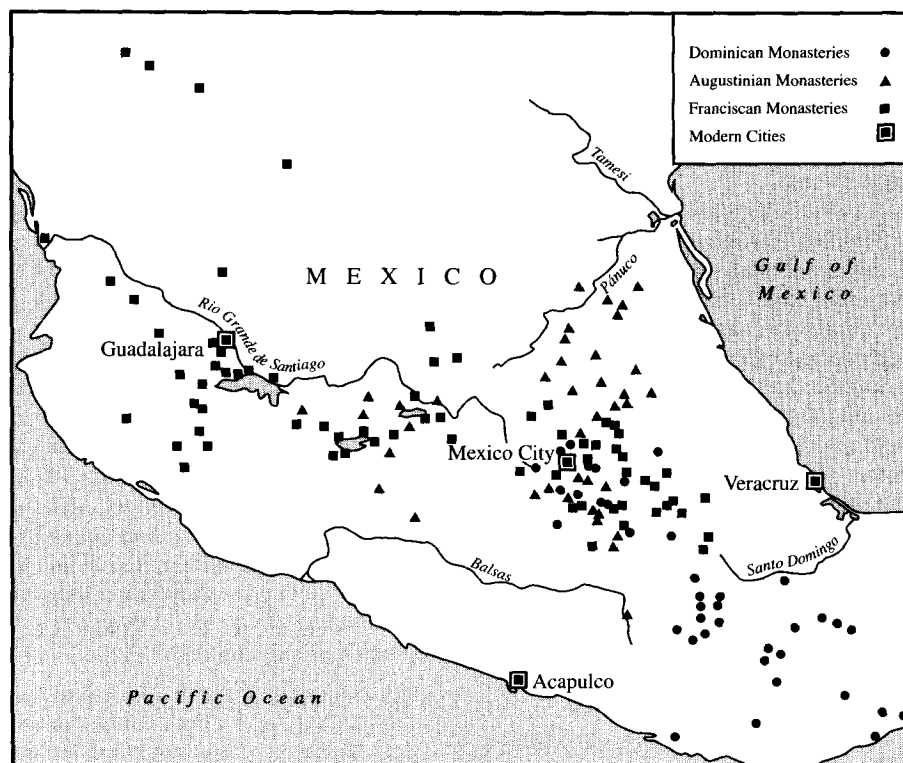 Dominican Monasteries
Augustinian Monasteries
Franciscan Monasteries
Modern Cities
Tamesi
Gulf of
Mexico
MEXICO
Pánuco
Rio Grande de Santiago
Guadalajara
Mexico City
Veracruz
Santo Domingo
Balsas
Acapulco
Pacific Ocean